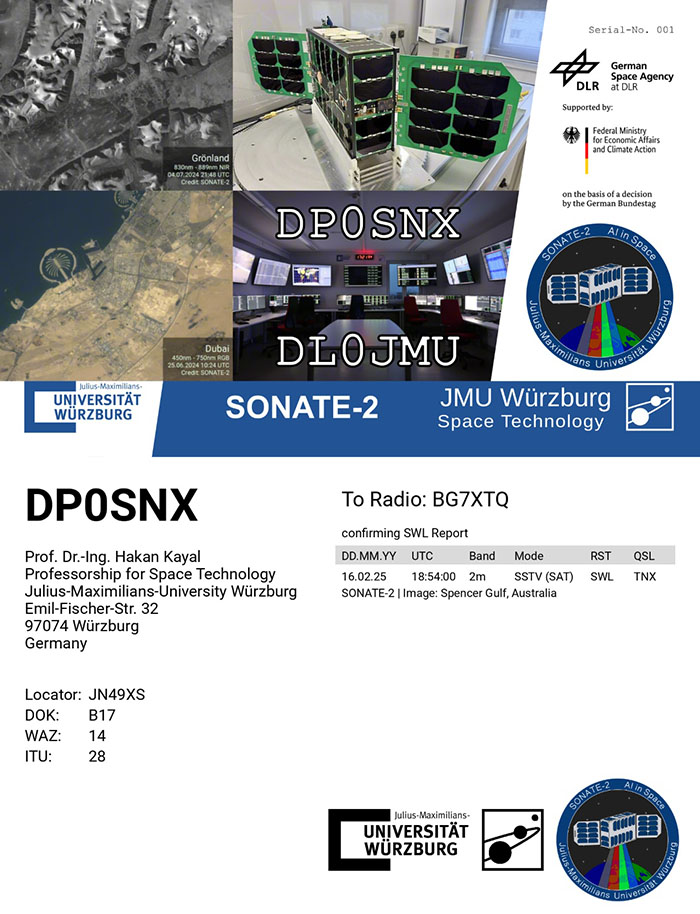 Serial-No. 001
DLR
German
Space Agency
at DLR
Supported by:
Federal Ministry
for Economic Affairs
and Climate Action
on the basis of a decision
by the German Bundestag
Grönland
830nm - 889nm NIR
04.07.2024 21:48 UTC
Credit: SONATE-2
DP0SNX
DL0JMU
Dubai
450nm - 750nm RGB
25.06.2024 10:24 UTC
Credit: SONATE-2
SONATE-2 AI in Space
Julius-Maximilians Universität Würzburg
Julius-Maximilians-
UNIVERSITÄT
WÜRZBURG
SONATE-2
JMU Würzburg
Space Technology
DP0SNX
Prof. Dr.-Ing. Hakan Kayal
Professorship for Space Technology
Julius-Maximilians-University Würzburg
Emil-Fischer-Str. 32
97074 Würzburg
Germany
Locator: JN49XS
DOK: B17
WAZ: 14
ITU: 28
To Radio: BG7XTQ
confirming SWL Report
DD.MM.YY UTC Band Mode RST QSL
16.02.25 18:54:00 2m SSTV (SAT) SWL TNX
SONATE-2 | Image: Spencer Gulf, Australia
Julius-Maximilians-
UNIVERSITÄT
WÜRZBURG
SONATE-2 AI in Space
Julius-Maximilians Universität Würzburg